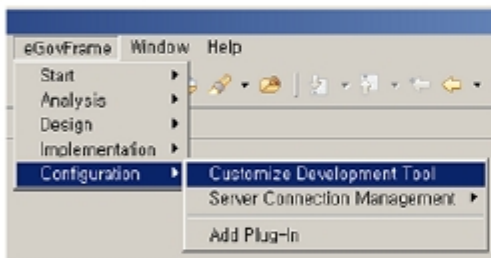 eGovFrame Window Help
Start
Analysis
Design
Implementation
Configuration
Customize Development Tool
Server Connection Management
Add Plug-In